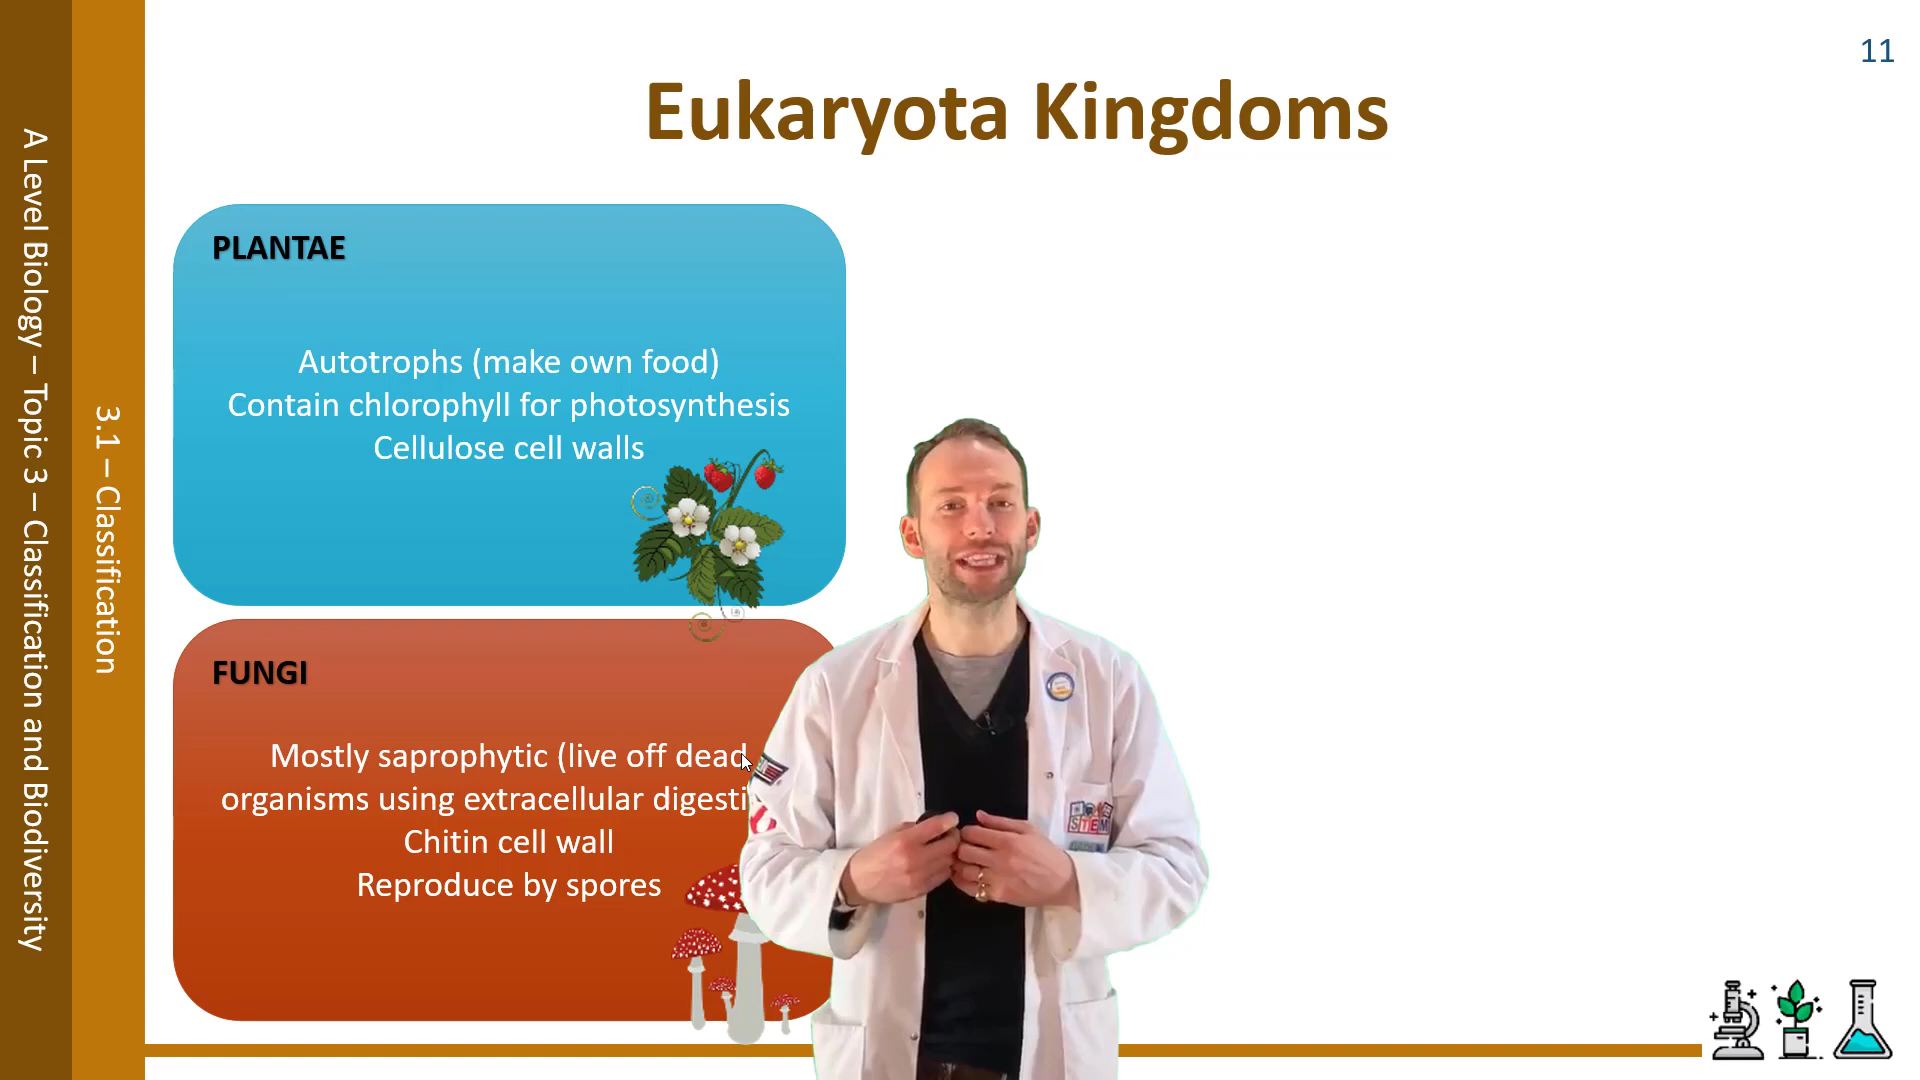 11
Eukaryota Kingdoms
A Level Biology – Topic 3 – Classification and Biodiversity
3.1 – Classification
PLANTAE
Autotrophs (make own food)
Contain chlorophyll for photosynthesis
Cellulose cell walls
FUNGI
Mostly saprophytic (live off dead
organisms using extracellular
Chitin cell wall
Reproduce by spores
STEM